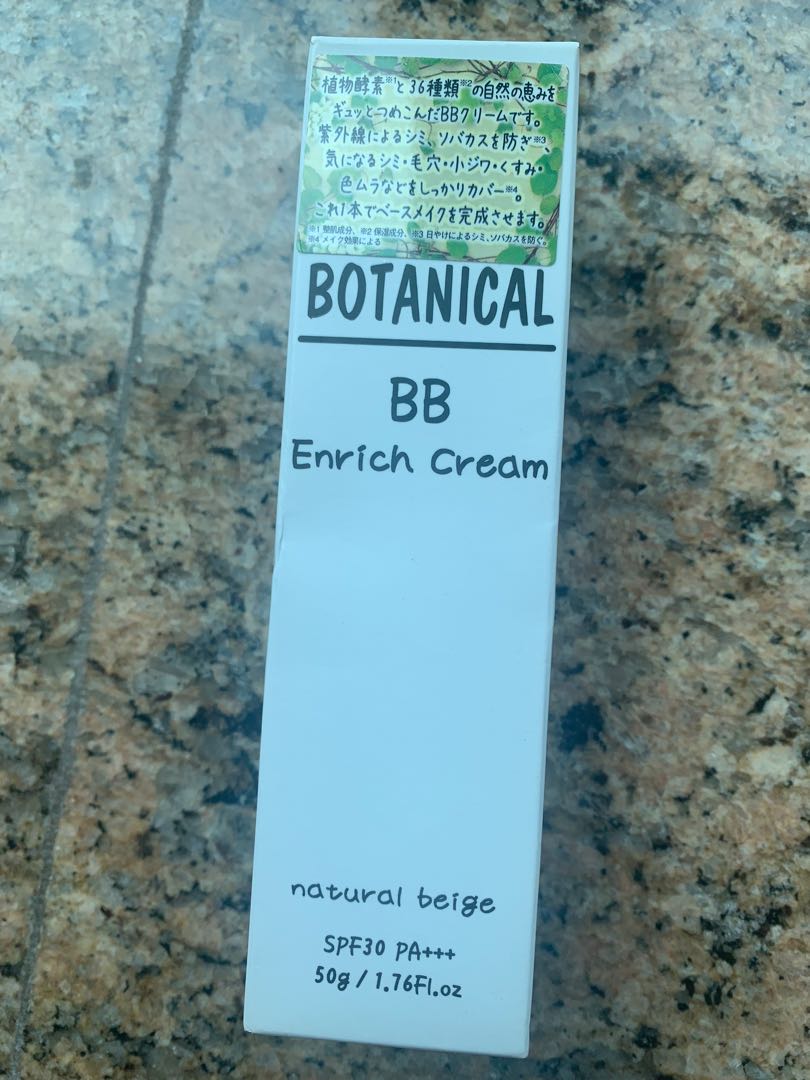 植物酵素※1と36種類※2の自然の恵みを
ギュッとつめこんだBBクリームです。
紫外線によるシミ、ソバカスを防ぎ※3、
気になるシミ・毛穴・小ジワ・くすみ・
色ムラなどをしっかりカバー※4。
これ1本でベースメイクを完成させます。
※1 整肌成分、※2 保湿成分、※3 日やけによるシミ、ソバカスを防ぐ。
※4 メイク効果による
BOTANICAL
BB
Enrich Cream
natural beige
SPF30 PA+++
50g / 1.76Fl.oz